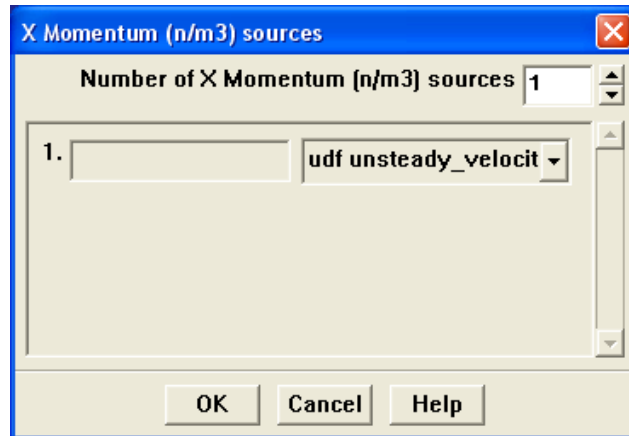 X Momentum (n/m3) sources
Number of X Momentum (n/m3) sources 1
1. udf unsteady_velocit
OK Cancel Help